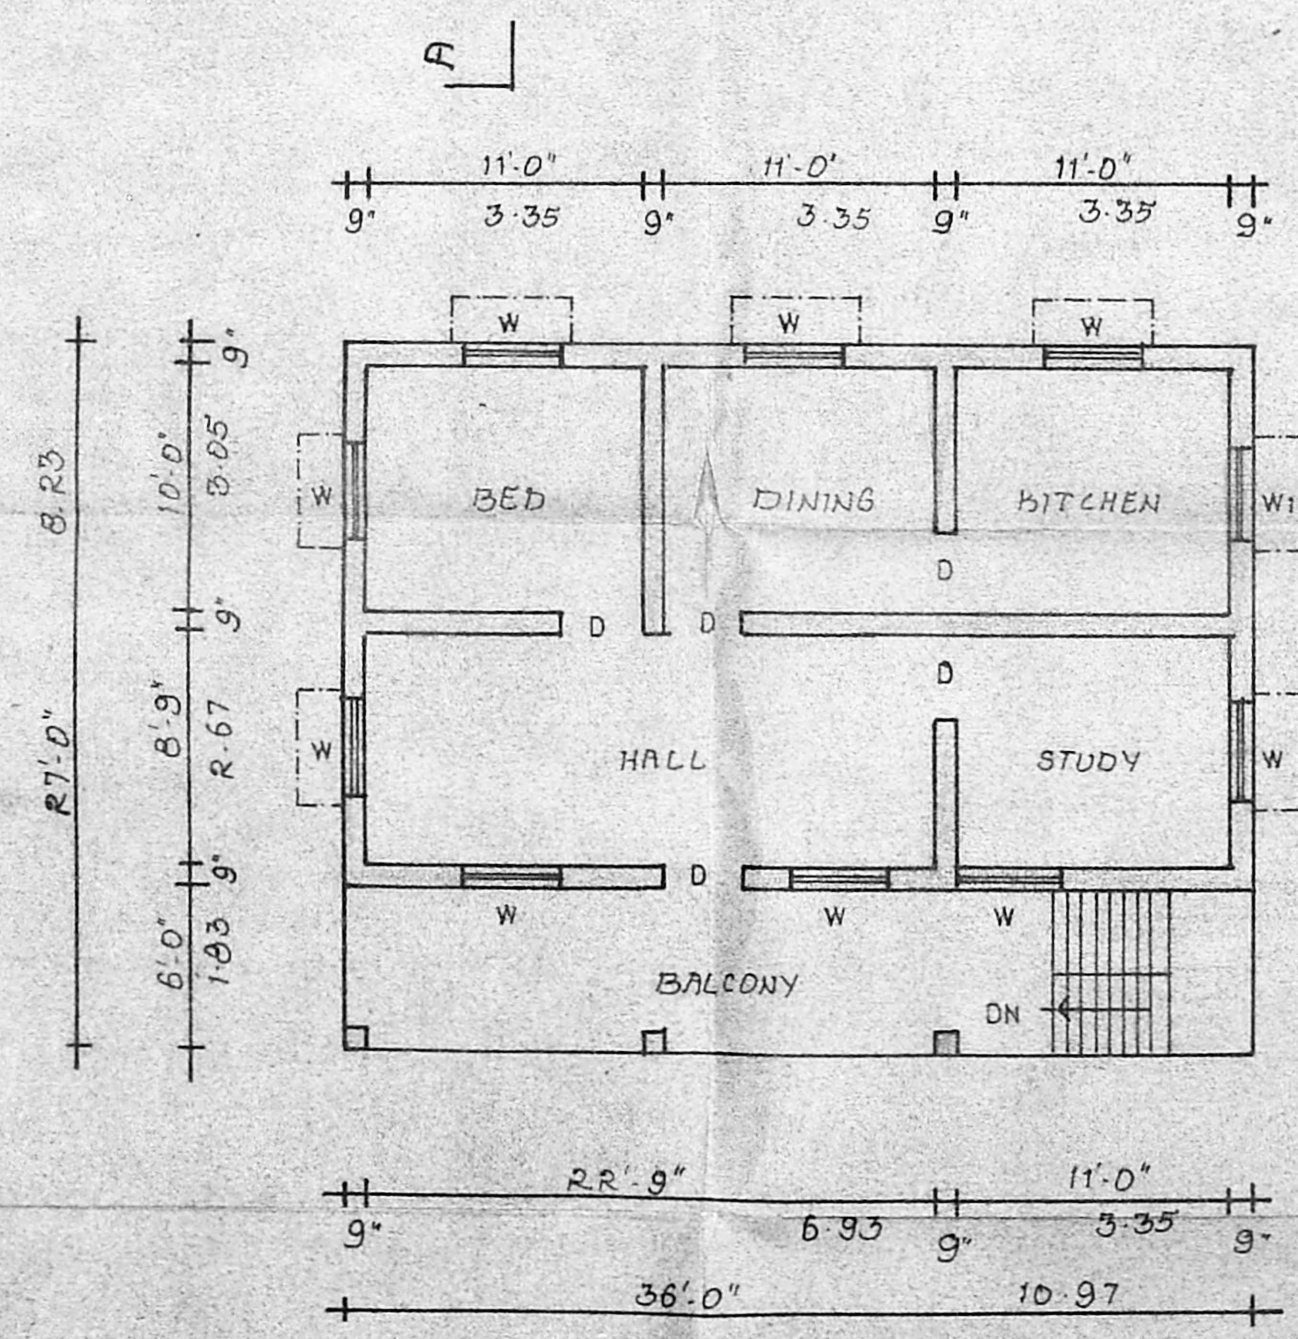 A
11'-0" 11'-0' 11'-0"
9" 3.35 9" 3.35 9" 3.35 9"
W W W
9"
8.23 10'-0" 3.05
W BED DINING KITCHEN W1
D
9" D D
D
27'-0" 8'-9" 2.67
W HALL STUDY W
9" D
W W W
6'-0" 1.83
BALCONY
DN
22'-9" 11'-0"
9" 6.93 9" 3.35 9"
36'-0" 10.97